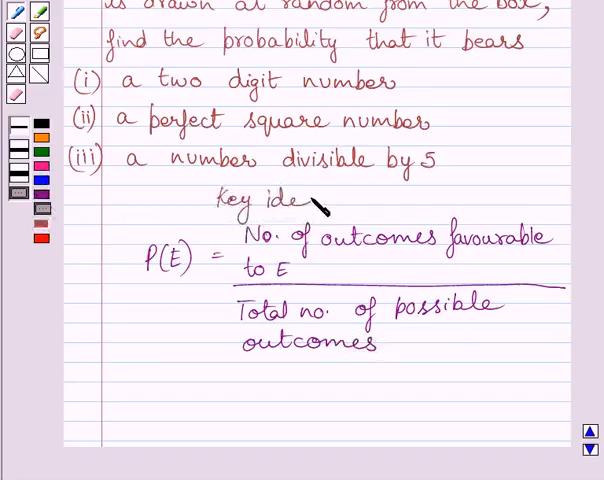 is drawn at random from the box,
find the probability that it bears
(i) a two digit number
(ii) a perfect square number
(iii) a number divisible by 5
Key ide
No. of outcomes favourable
P(E) = to E
Total no. of possible
outcomes